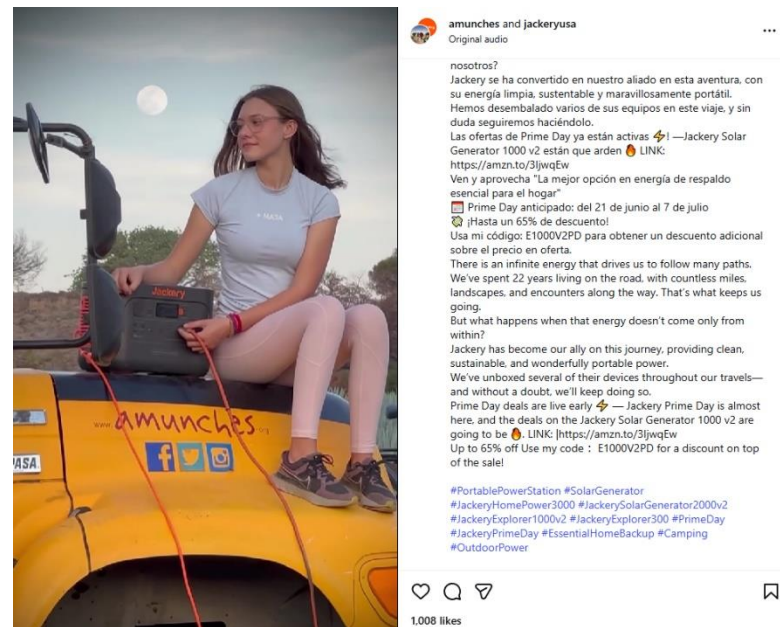 amunches and jackeryusa
Original audio
nosotros?
Jackery se ha convertido en nuestro aliado en esta aventura, con
su energía limpia, sustentable y maravillosamente portátil.
Hemos desembalado varios de sus equipos en este viaje, y sin
duda seguiremos haciéndolo.
Las ofertas de Prime Day ya están activas ⚡! —Jackery Solar
Generator 1000 v2 están que arden 🔥 LINK:
https://amzn.to/3IjwqEw
Ven y aprovecha "La mejor opción en energía de respaldo
esencial para el hogar"
📅 Prime Day anticipado: del 21 de junio al 7 de julio
💸 ¡Hasta un 65% de descuento!
Usa mi código: E1000V2PD para obtener un descuento adicional
sobre el precio en oferta.
There is an infinite energy that drives us to follow many paths.
We've spent 22 years living on the road, with countless miles,
landscapes, and encounters along the way. That's what keeps us
going.
But what happens when that energy doesn't come only from
within?
Jackery has become our ally on this journey, providing clean,
sustainable, and wonderfully portable power.
We've unboxed several of their devices throughout our travels—
and without a doubt, we'll keep doing so.
Prime Day deals are live early ⚡ — Jackery Prime Day is almost
here, and the deals on the Jackery Solar Generator 1000 v2 are
going to be 🔥. LINK: |https://amzn.to/3IjwqEw
Up to 65% off Use my code： E1000V2PD for a discount on top
of the sale!
#PortablePowerStation #SolarGenerator
#JackeryHomePower3000 #JackerySolarGenerator2000v2
#JackeryExplorer1000v2 #JackeryExplorer300 #PrimeDay
#JackeryPrimeDay #EssentialHomeBackup #Camping
#OutdoorPower
1,008 likes
Jackery
www.amunches.org